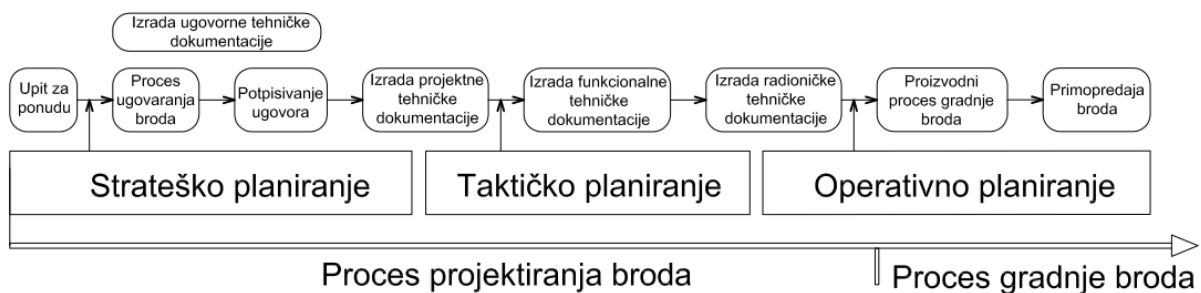 Izrada ugovorne tehničke
dokumentacije
Upit za
ponudu
Proces
ugovaranja
broda
Potpisivanje
ugovora
Izrada projektne
tehničke
dokumentacije
Izrada funkcionalne
tehničke
dokumentacije
Izrada radioničke
tehničke
dokumentacije
Proizvodni
proces gradnje
broda
Primopredaja
broda
Strateško planiranje
Taktičko planiranje
Operativno planiranje
Proces projektiranja broda
Proces gradnje broda